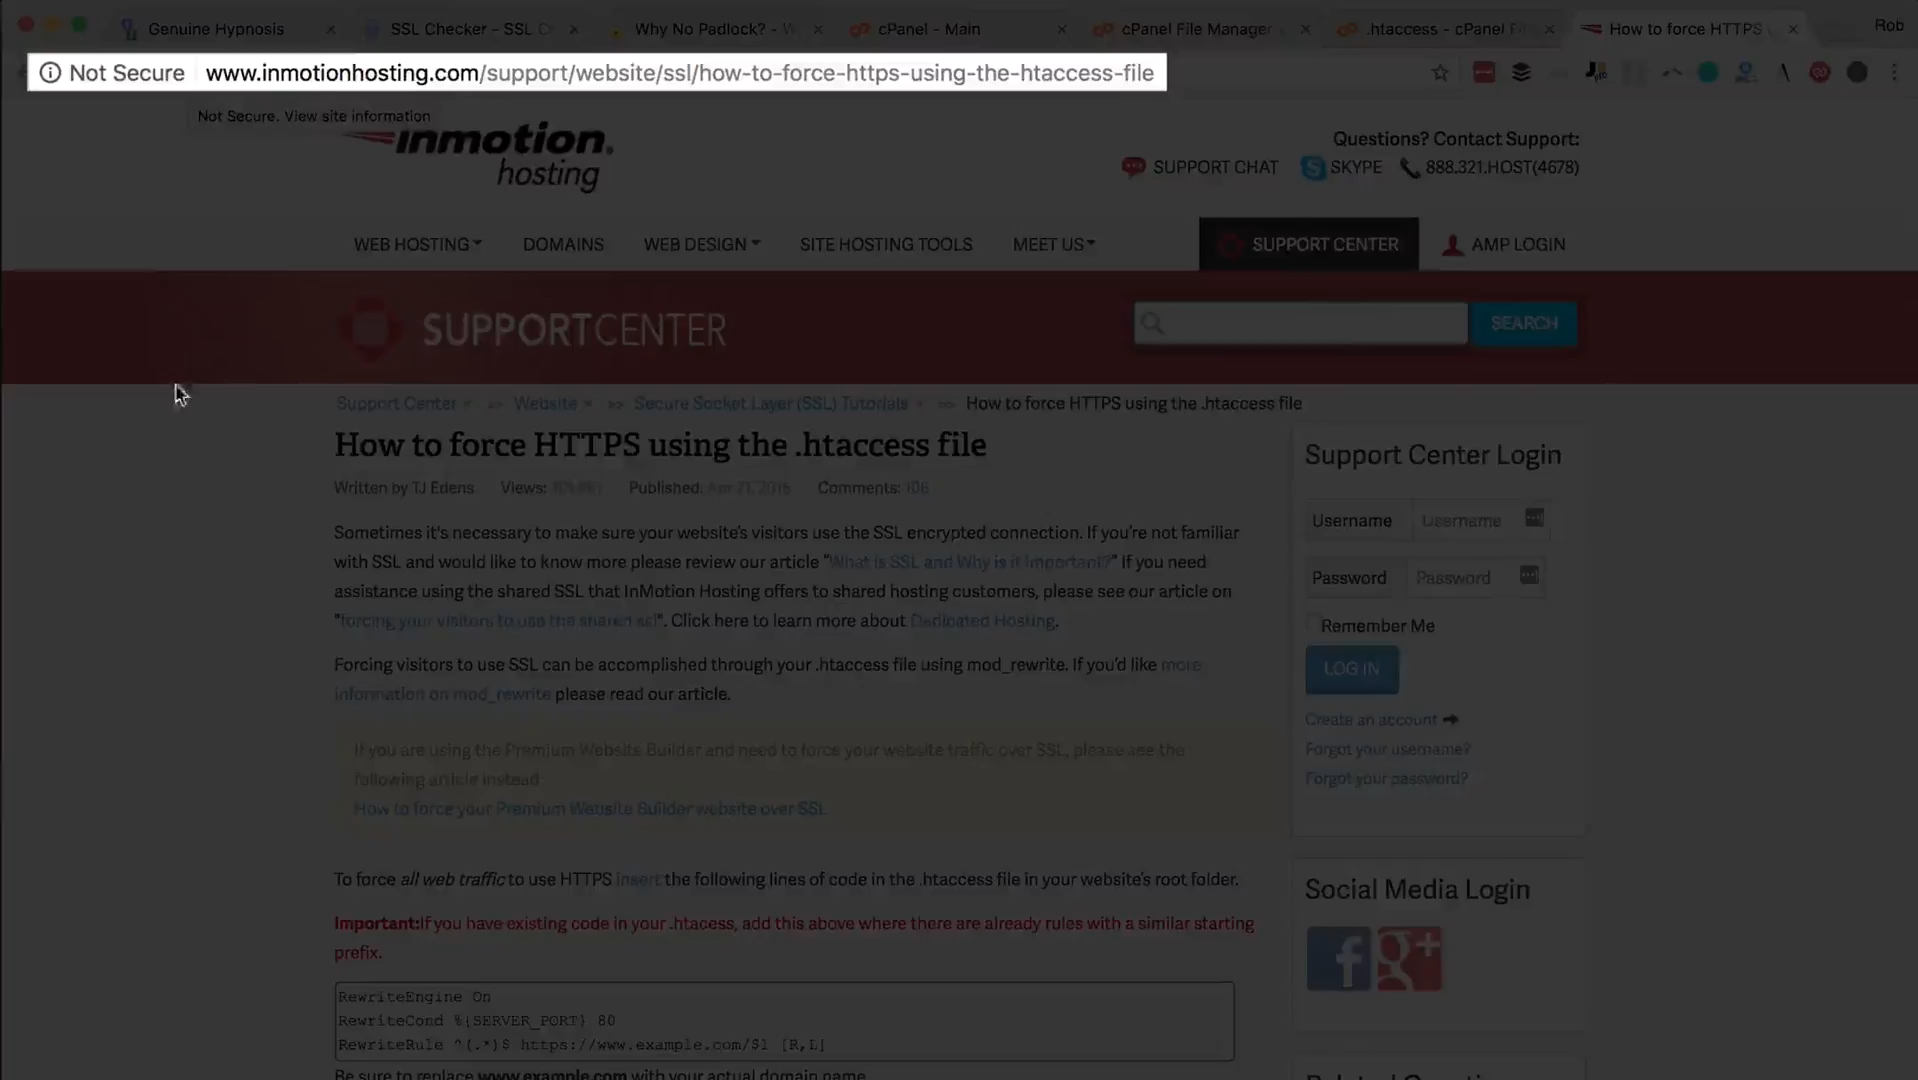 Genuine Hypnosis
SSL Checker – SSL C
Why No Padlock? - W
cPanel - Main
cPanel File Manager
.htaccess - cPanel Fi
How to force HTTPS
Rob
Not Secure www.inmotionhosting.com/support/website/ssl/how-to-force-https-using-the-htaccess-file
Not Secure. View site information
inmotion
hosting
Questions? Contact Support:
SUPPORT CHAT
SKYPE
888.321.HOST(4678)
WEB HOSTING
DOMAINS
WEB DESIGN
SITE HOSTING TOOLS
MEET US
SUPPORT CENTER
AMP LOGIN
SUPPORTCENTER
SEARCH
Support Center >> Website >> Secure Socket Layer (SSL) Tutorials >> How to force HTTPS using the .htaccess file
How to force HTTPS using the .htaccess file
Written by TJ Edens Views: Published: Comments: 106
Sometimes it's necessary to make sure your website's visitors use the SSL encrypted connection. If you're not familiar
with SSL and would like to know more please review our article "What is SSL and Why is it Important?" If you need
assistance using the shared SSL that InMotion Hosting offers to shared hosting customers, please see our article on
"forcing your visitors to use the shared ssl". Click here to learn more about Dedicated Hosting.
Forcing visitors to use SSL can be accomplished through your .htaccess file using mod_rewrite. If you'd like more
information on mod_rewrite please read our article.
If you are using the Premium Website Builder and need to force your website traffic over SSL, please see the
following article instead
How to force your Premium Website Builder website over SSL
To force all web traffic to use HTTPS insert the following lines of code in the .htaccess file in your website's root folder.
Important:If you have existing code in your .htacess, add this above where there are already rules with a similar starting
prefix.
RewriteEngine On
RewriteCond %{SERVER_PORT} 80
RewriteRule ^(.*)$ https://www.example.com/$1 [R,L]
Be sure to replace www.example.com with your actual domain name
Support Center Login
Username Username
Password Password
Remember Me
LOG IN
Create an account
Forgot your username?
Forgot your password?
Social Media Login
f
g+